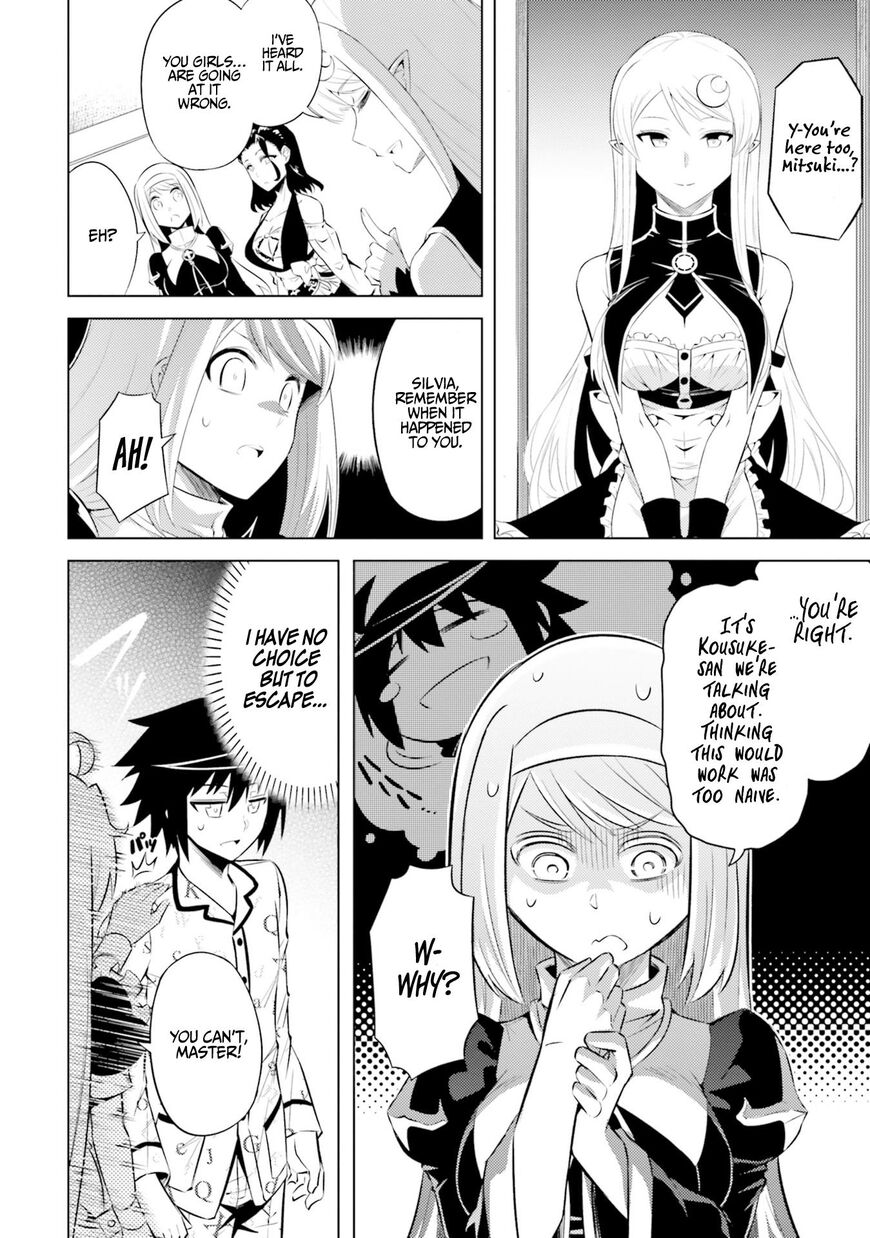 Y-You're
here too,
Mitsuki...?
I'VE
HEARD
IT ALL.
YOU GIRLS...
ARE GOING
AT IT
WRONG.
EH?
SILVIA,
REMEMBER
WHEN IT
HAPPENED
TO YOU.
AH!
...YOU'RE
RIGHT.
IT'S
KOUSUKE-
SAN WE'RE
TALKING
ABOUT.
THINKING
THIS WOULD
WORK WAS
TOO NAIVE.
W-
WHY?
I HAVE NO
CHOICE
BUT TO
ESCAPE...
パッ
YOU CAN'T,
MASTER!